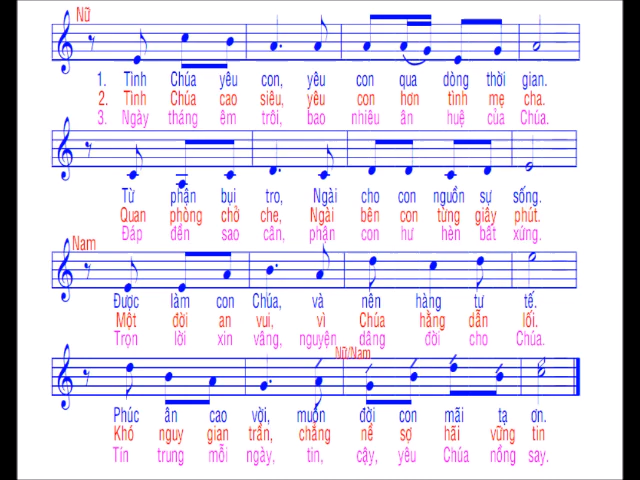 Nữ
1. Tình Chúa yêu con, yêu con qua dòng thời gian.
2. Tình Chúa cao siêu, yêu con hơn tình mẹ cha.
3. Ngày tháng êm trôi, bao nhiêu ân huệ của Chúa.
Từ phận bụi tro, Ngài cho con nguồn sự sống.
Quan phòng chở che, Ngài bên con từng giây phút.
Đáp đền sao cân, phận con hư hèn bất xứng.
Nam
Được làm con Chúa, và nên hàng tư tế.
Một đời an vui, vì Chúa hằng dẫn lối.
Trọn lời xin vâng, nguyện dâng đời cho Chúa.
Nữ/Nam
Phúc ân cao vời, muôn đời con mãi tạ ơn.
Khó nguy gian trần, chẳng nề sợ hãi vững tin
Tín trung mỗi ngày, tin, cậy, yêu Chúa nồng say.